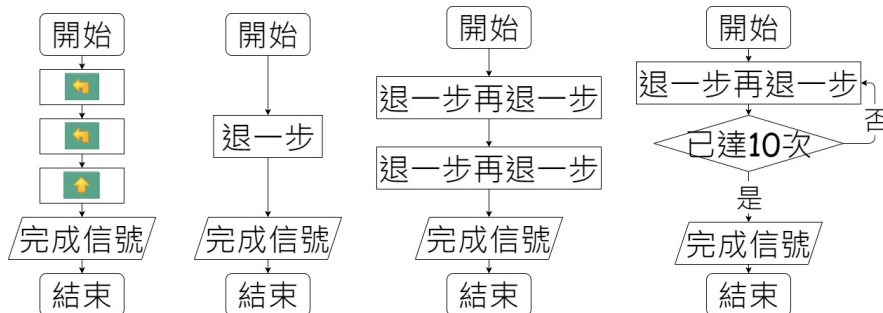 開始
完成信號
結束
開始
退一步
完成信號
結束
開始
退一步再退一步
退一步再退一步
完成信號
結束
開始
退一步再退一步
否
已達10次
是
完成信號
結束